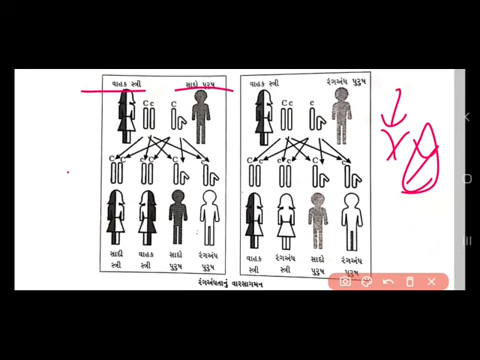 વાહક સ્ત્રી સાદો પુરુષ
વાહક સ્ત્રી રંગઅંધ પુરુષ
C c C
C c c
C c C c C c
C c c c C c
સાદી સ્ત્રી
વાહક સ્ત્રી
સાદો પુરુષ
રંગઅંધ પુરુષ
વાહક સ્ત્રી
રંગઅંધ સ્ત્રી
સાદો પુરુષ
રંગઅંધ પુરુષ
રંગઅંધતાનું વારસાગમન
X y